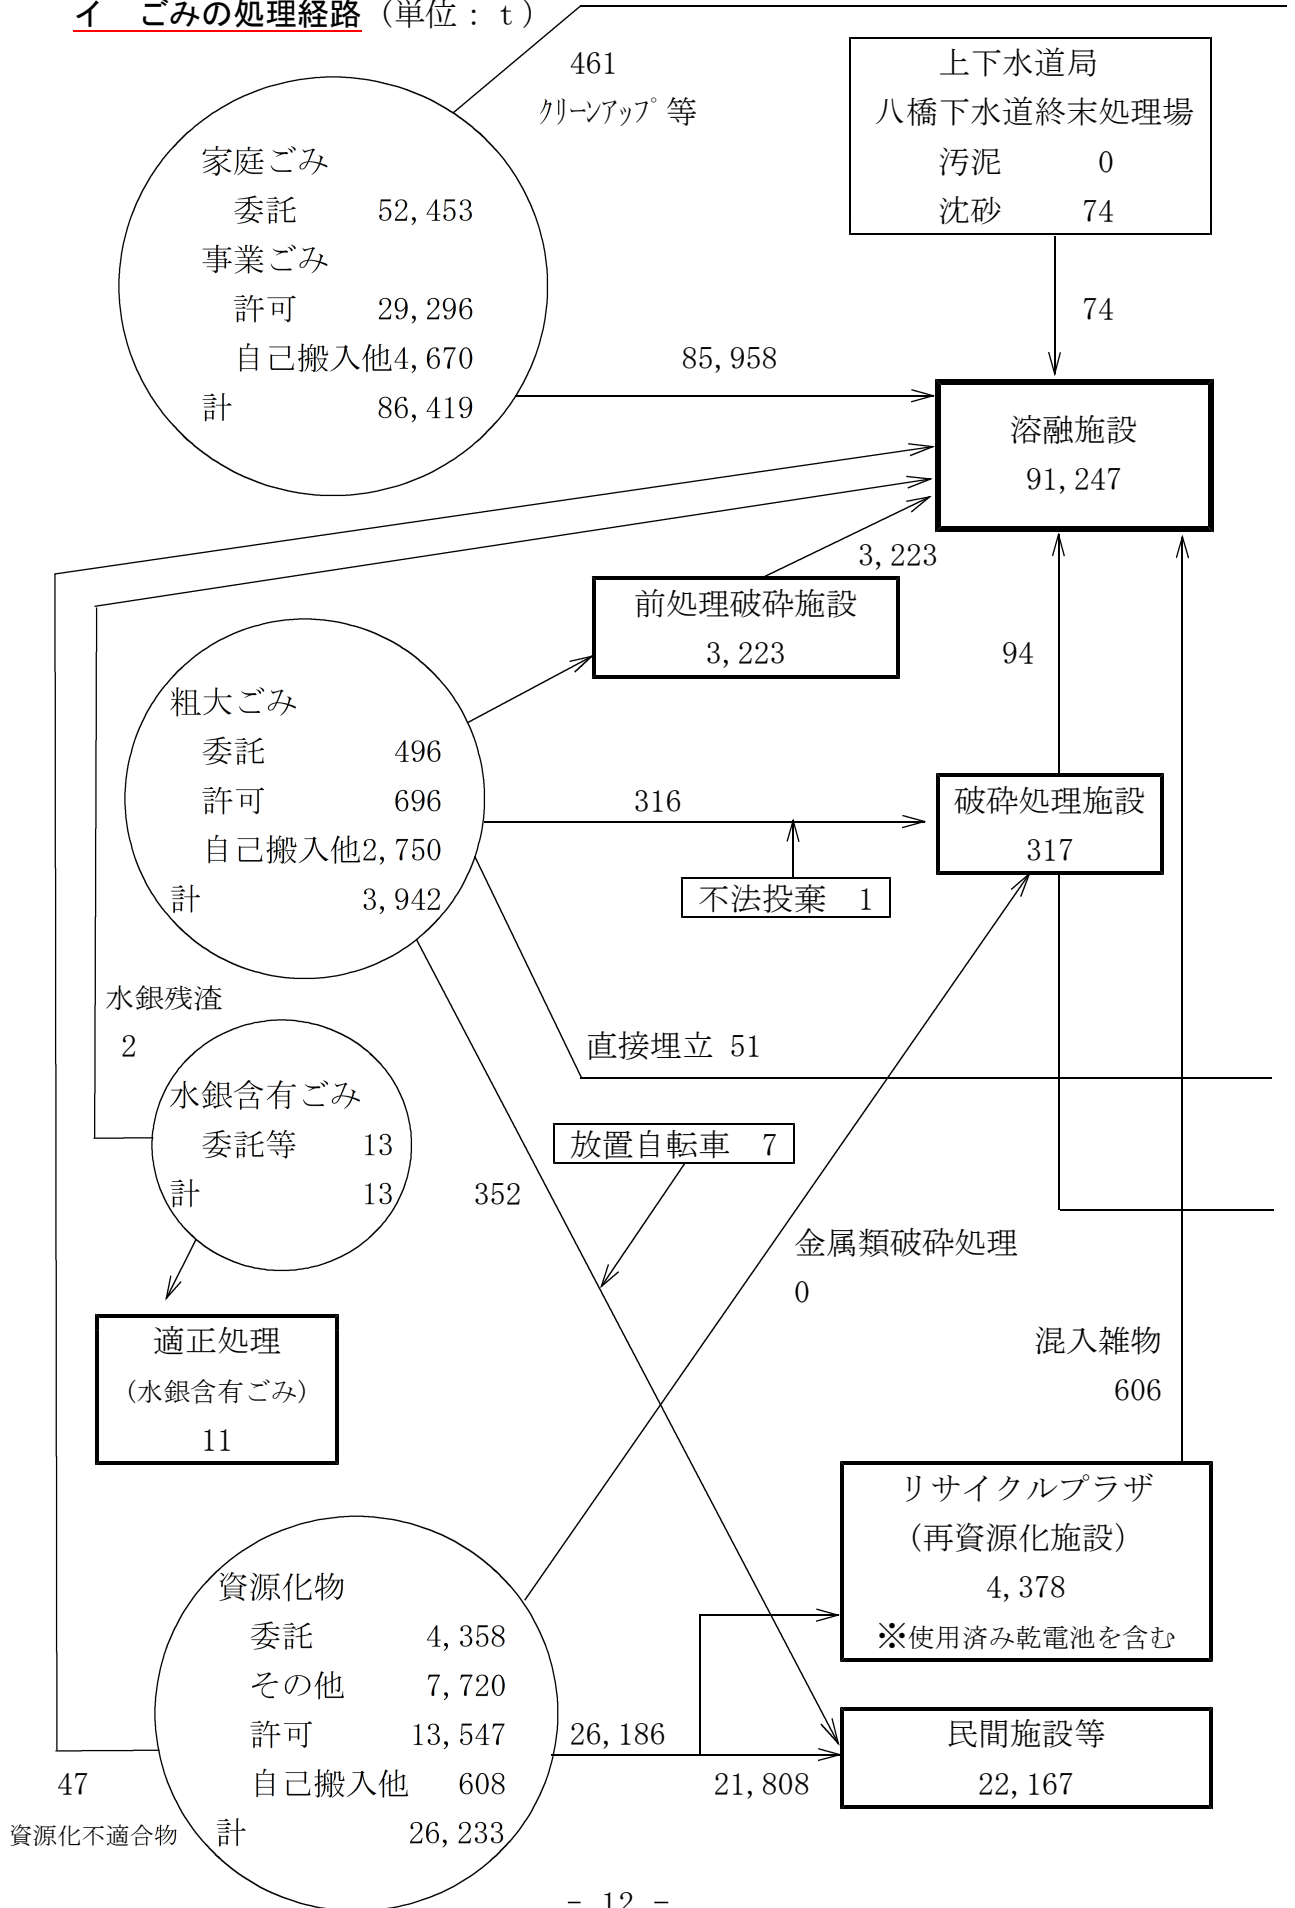 イ　ごみの処理経路（単位：ｔ）
461
ｸﾘｰﾝｱｯﾌﾟ等
上下水道局
八橋下水道終末処理場
汚泥　0
沈砂　74
家庭ごみ
委託　52,453
事業ごみ
許可　29,296
自己搬入他4,670
計　86,419
74
85,958
溶融施設
91,247
3,223
前処理破砕施設
3,223
94
粗大ごみ
委託　496
許可　696
自己搬入他2,750
計　3,942
316
破砕処理施設
317
不法投棄　1
水銀残渣
2
直接埋立 51
水銀含有ごみ
委託等　13
計　13
放置自転車　7
352
金属類破砕処理
0
適正処理
（水銀含有ごみ）
11
混入雑物
606
リサイクルプラザ
（再資源化施設）
4,378
※使用済み乾電池を含む
資源化物
委託　4,358
その他　7,720
許可　13,547
自己搬入他　608
計　26,233
26,186
21,808
民間施設等
22,167
47
資源化不適合物
- 12 -